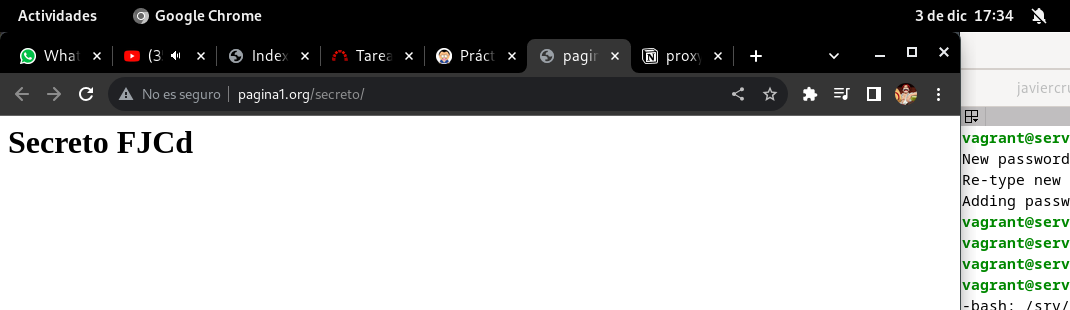 Actividades Google Chrome 3 de dic 17:34
What (3 Index Tarea Práct pagin proxy
No es seguro pagina1.org/secreto/
javiercru
Secreto FJCd
vagrant@serv
New password
Re-type new
Adding passw
vagrant@serv
vagrant@serv
vagrant@serv
vagrant@serv
-bash: /srv/